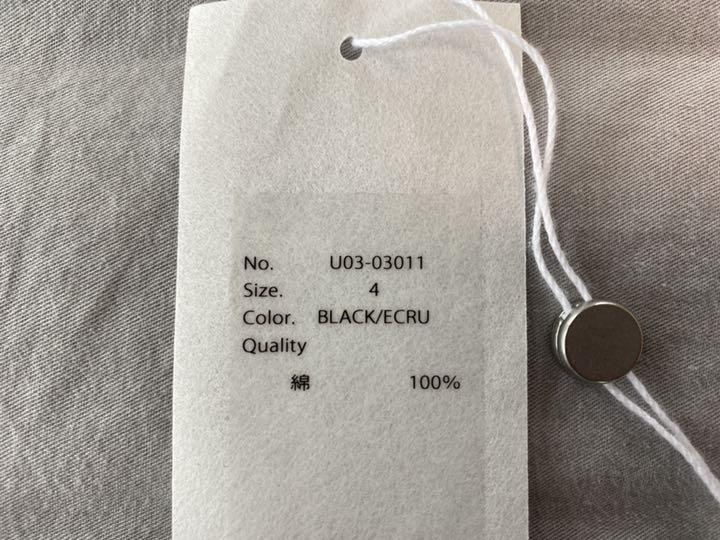 No. U03-03011
Size. 4
Color. BLACK/ECRU
Quality
綿 100%